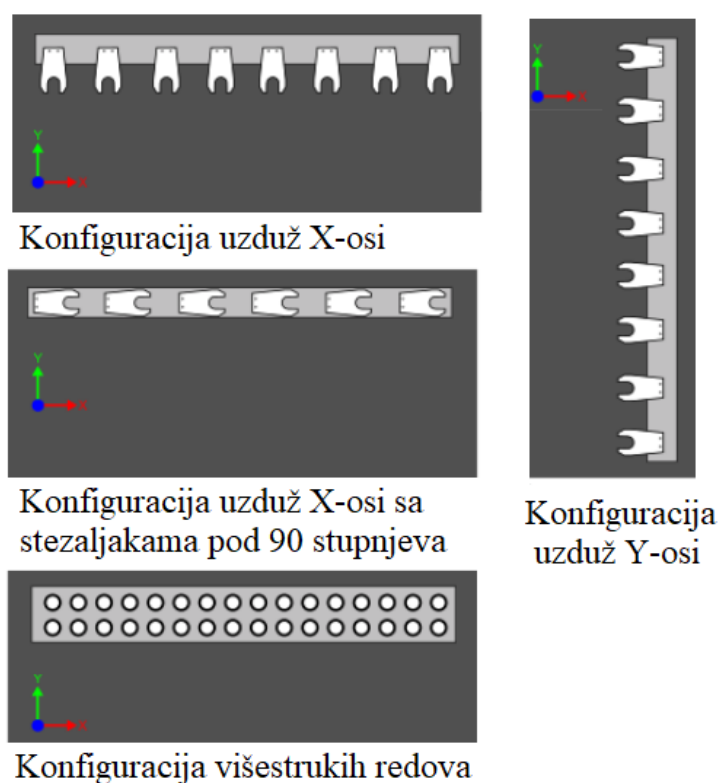 Y
X
Konfiguracija uzduž X-osi
Y
X
Konfiguracija uzduž X-osi sa
stezaljakama pod 90 stupnjeva
Y
X
Konfiguracija višestrukih redova
Y
X
Konfiguracija
uzduž Y-osi